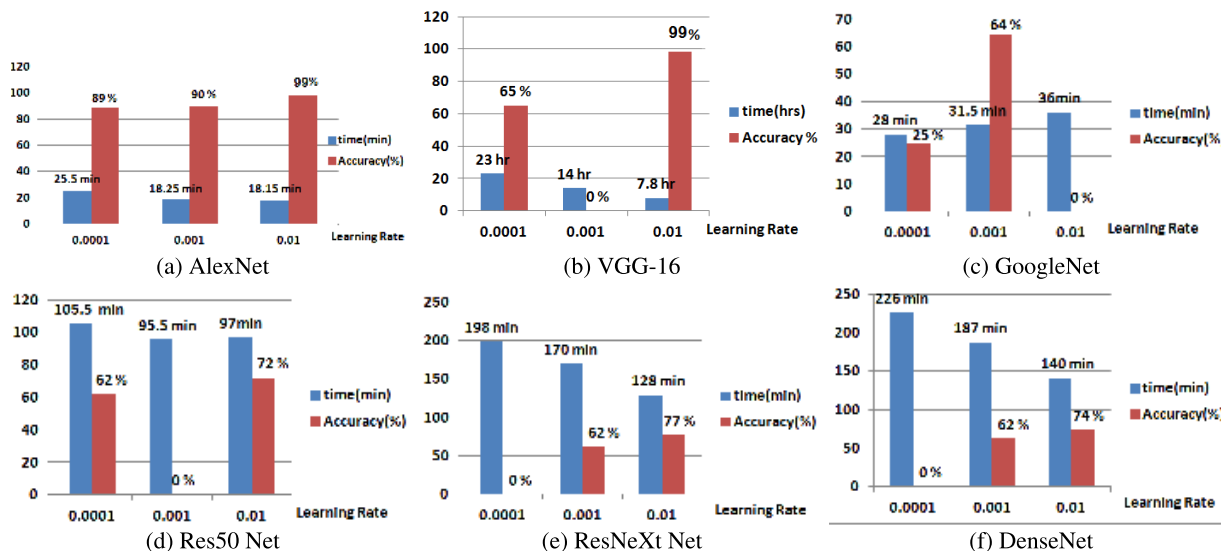 120
100
80
60
40
20
0
89 %
90 %
99%
25.5 min
18.25 min
18.15 min
time(min)
Accuracy(%)
0.0001 0.001 0.01 Learning Rate
(a) AlexNet
120
100
80
60
40
20
0
65 %
99 %
23 hr
14 hr
0 %
7.8 hr
time(hrs)
Accuracy %
0.0001 0.001 0.01 Learning Rate
(b) VGG-16
70
60
50
40
30
20
10
0
64 %
28 min
25 %
31.5 min
36min
0 %
time(min)
Accuracy(%)
0.0001 0.001 0.01 Learning Rate
(c) GoogleNet
120
100
80
60
40
20
0
105.5 min
62 %
95.5 min
0 %
97min
72 %
time(min)
Accuracy(%)
0.0001 0.001 0.01 Learning Rate
(d) Res50 Net
250
200
150
100
50
0
198 min
0 %
170 min
62 %
128 min
77 %
time(min)
Accuracy(%)
0.0001 0.001 0.01 Learning Rate
(e) ResNeXt Net
250
200
150
100
50
0
226 min
0 %
187 min
62 %
140 min
74 %
time(min)
Accuracy(%)
0.0001 0.001 0.01 Learning Rate
(f) DenseNet